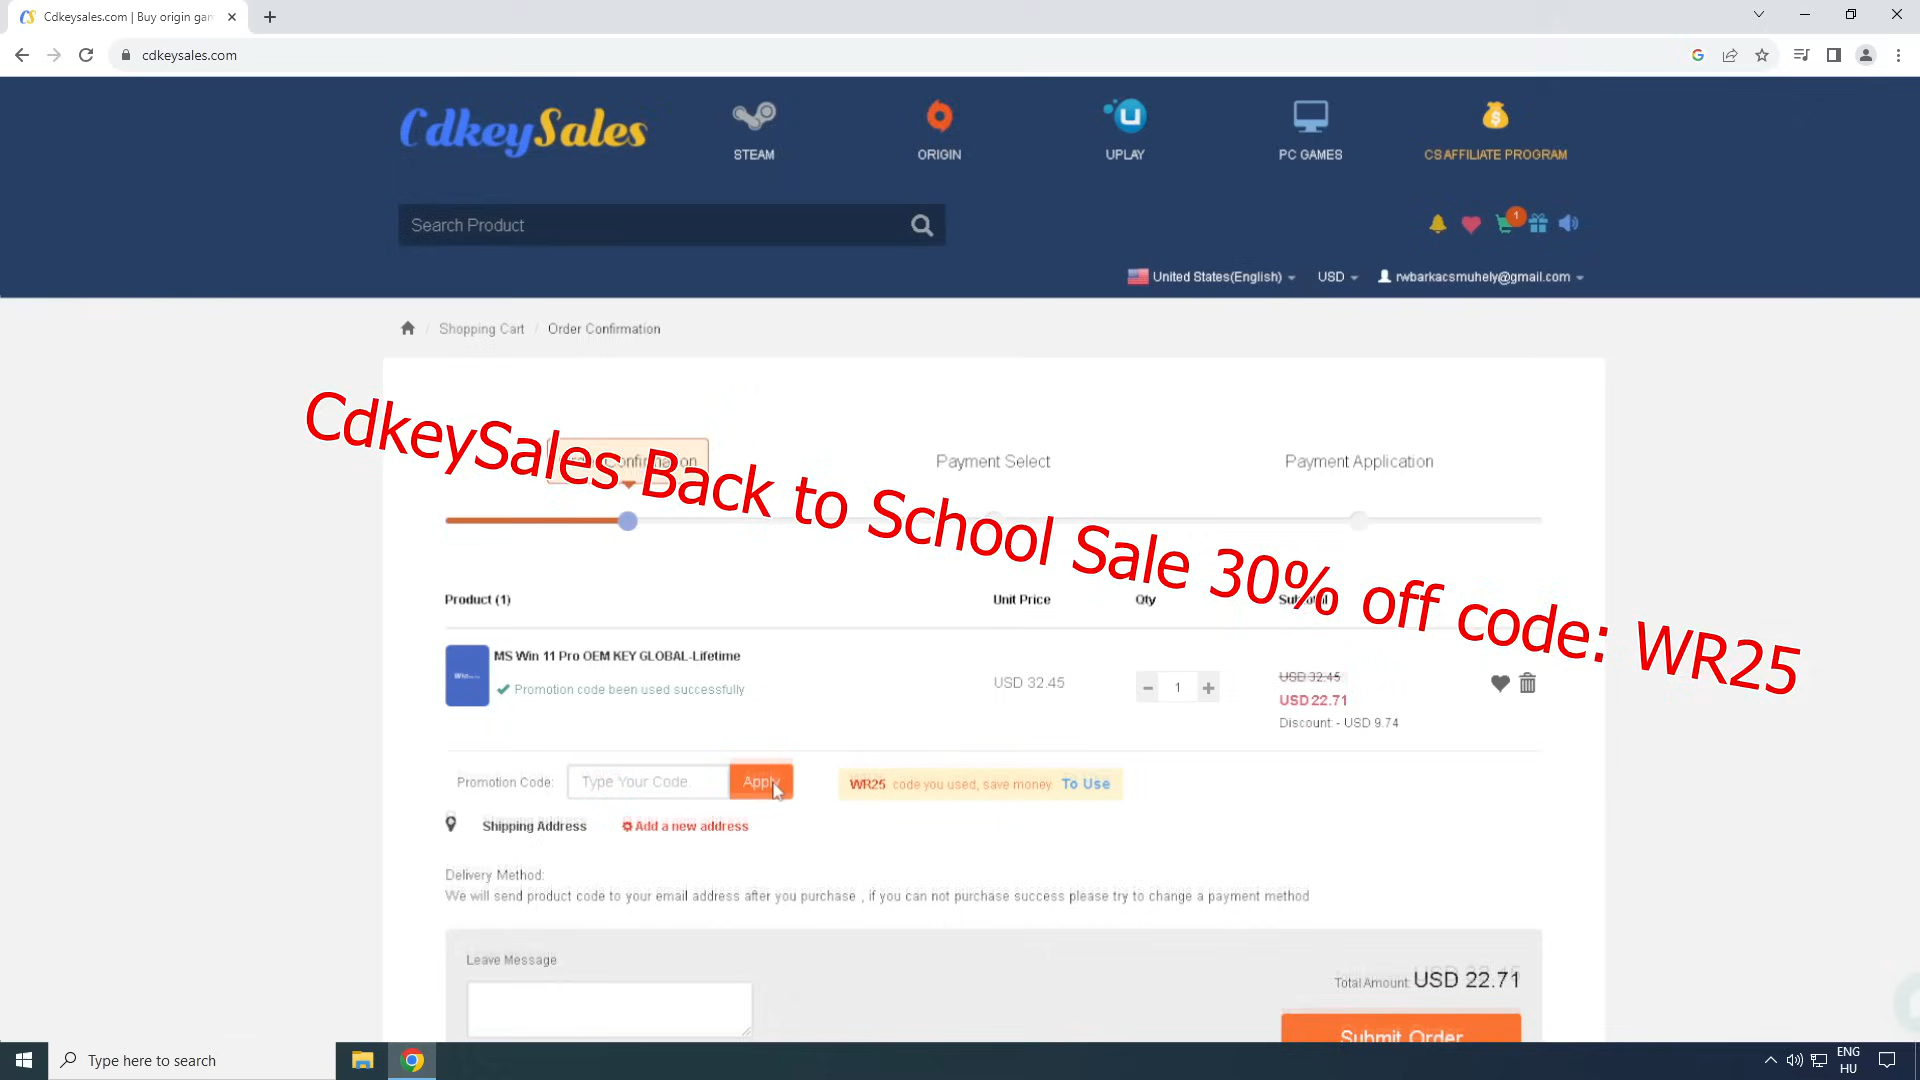 Cdkeysales.com | Buy origin gam
cdkeysales.com
CdkeySales
STEAM
ORIGIN
UPLAY
PC GAMES
CS AFFILIATE PROGRAM
Search Product
1
United States(English)
USD
rwbarkacsmuhely@gmail.com
Shopping Cart / Order Confirmation
CdkeySales Back to School Sale 30% off code: WR25
Order Confirmation
Payment Select
Payment Application
Product (1)
Unit Price
Qty
Subtotal
MS Win 11 Pro OEM KEY GLOBAL-Lifetime
Promotion code been used successfully
USD 32.45
1
USD 32.45
USD 22.71
Discount: - USD 9.74
Promotion Code:
Type Your Code.
Apply
WR25 code you used, save money. To Use
Shipping Address
Add a new address
Delivery Method:
We will send product code to your email address after you purchase , if you can not purchase success please try to change a payment method
Leave Message
Total Amount: USD 22.71
Submit Order
Type here to search
ENG
HU